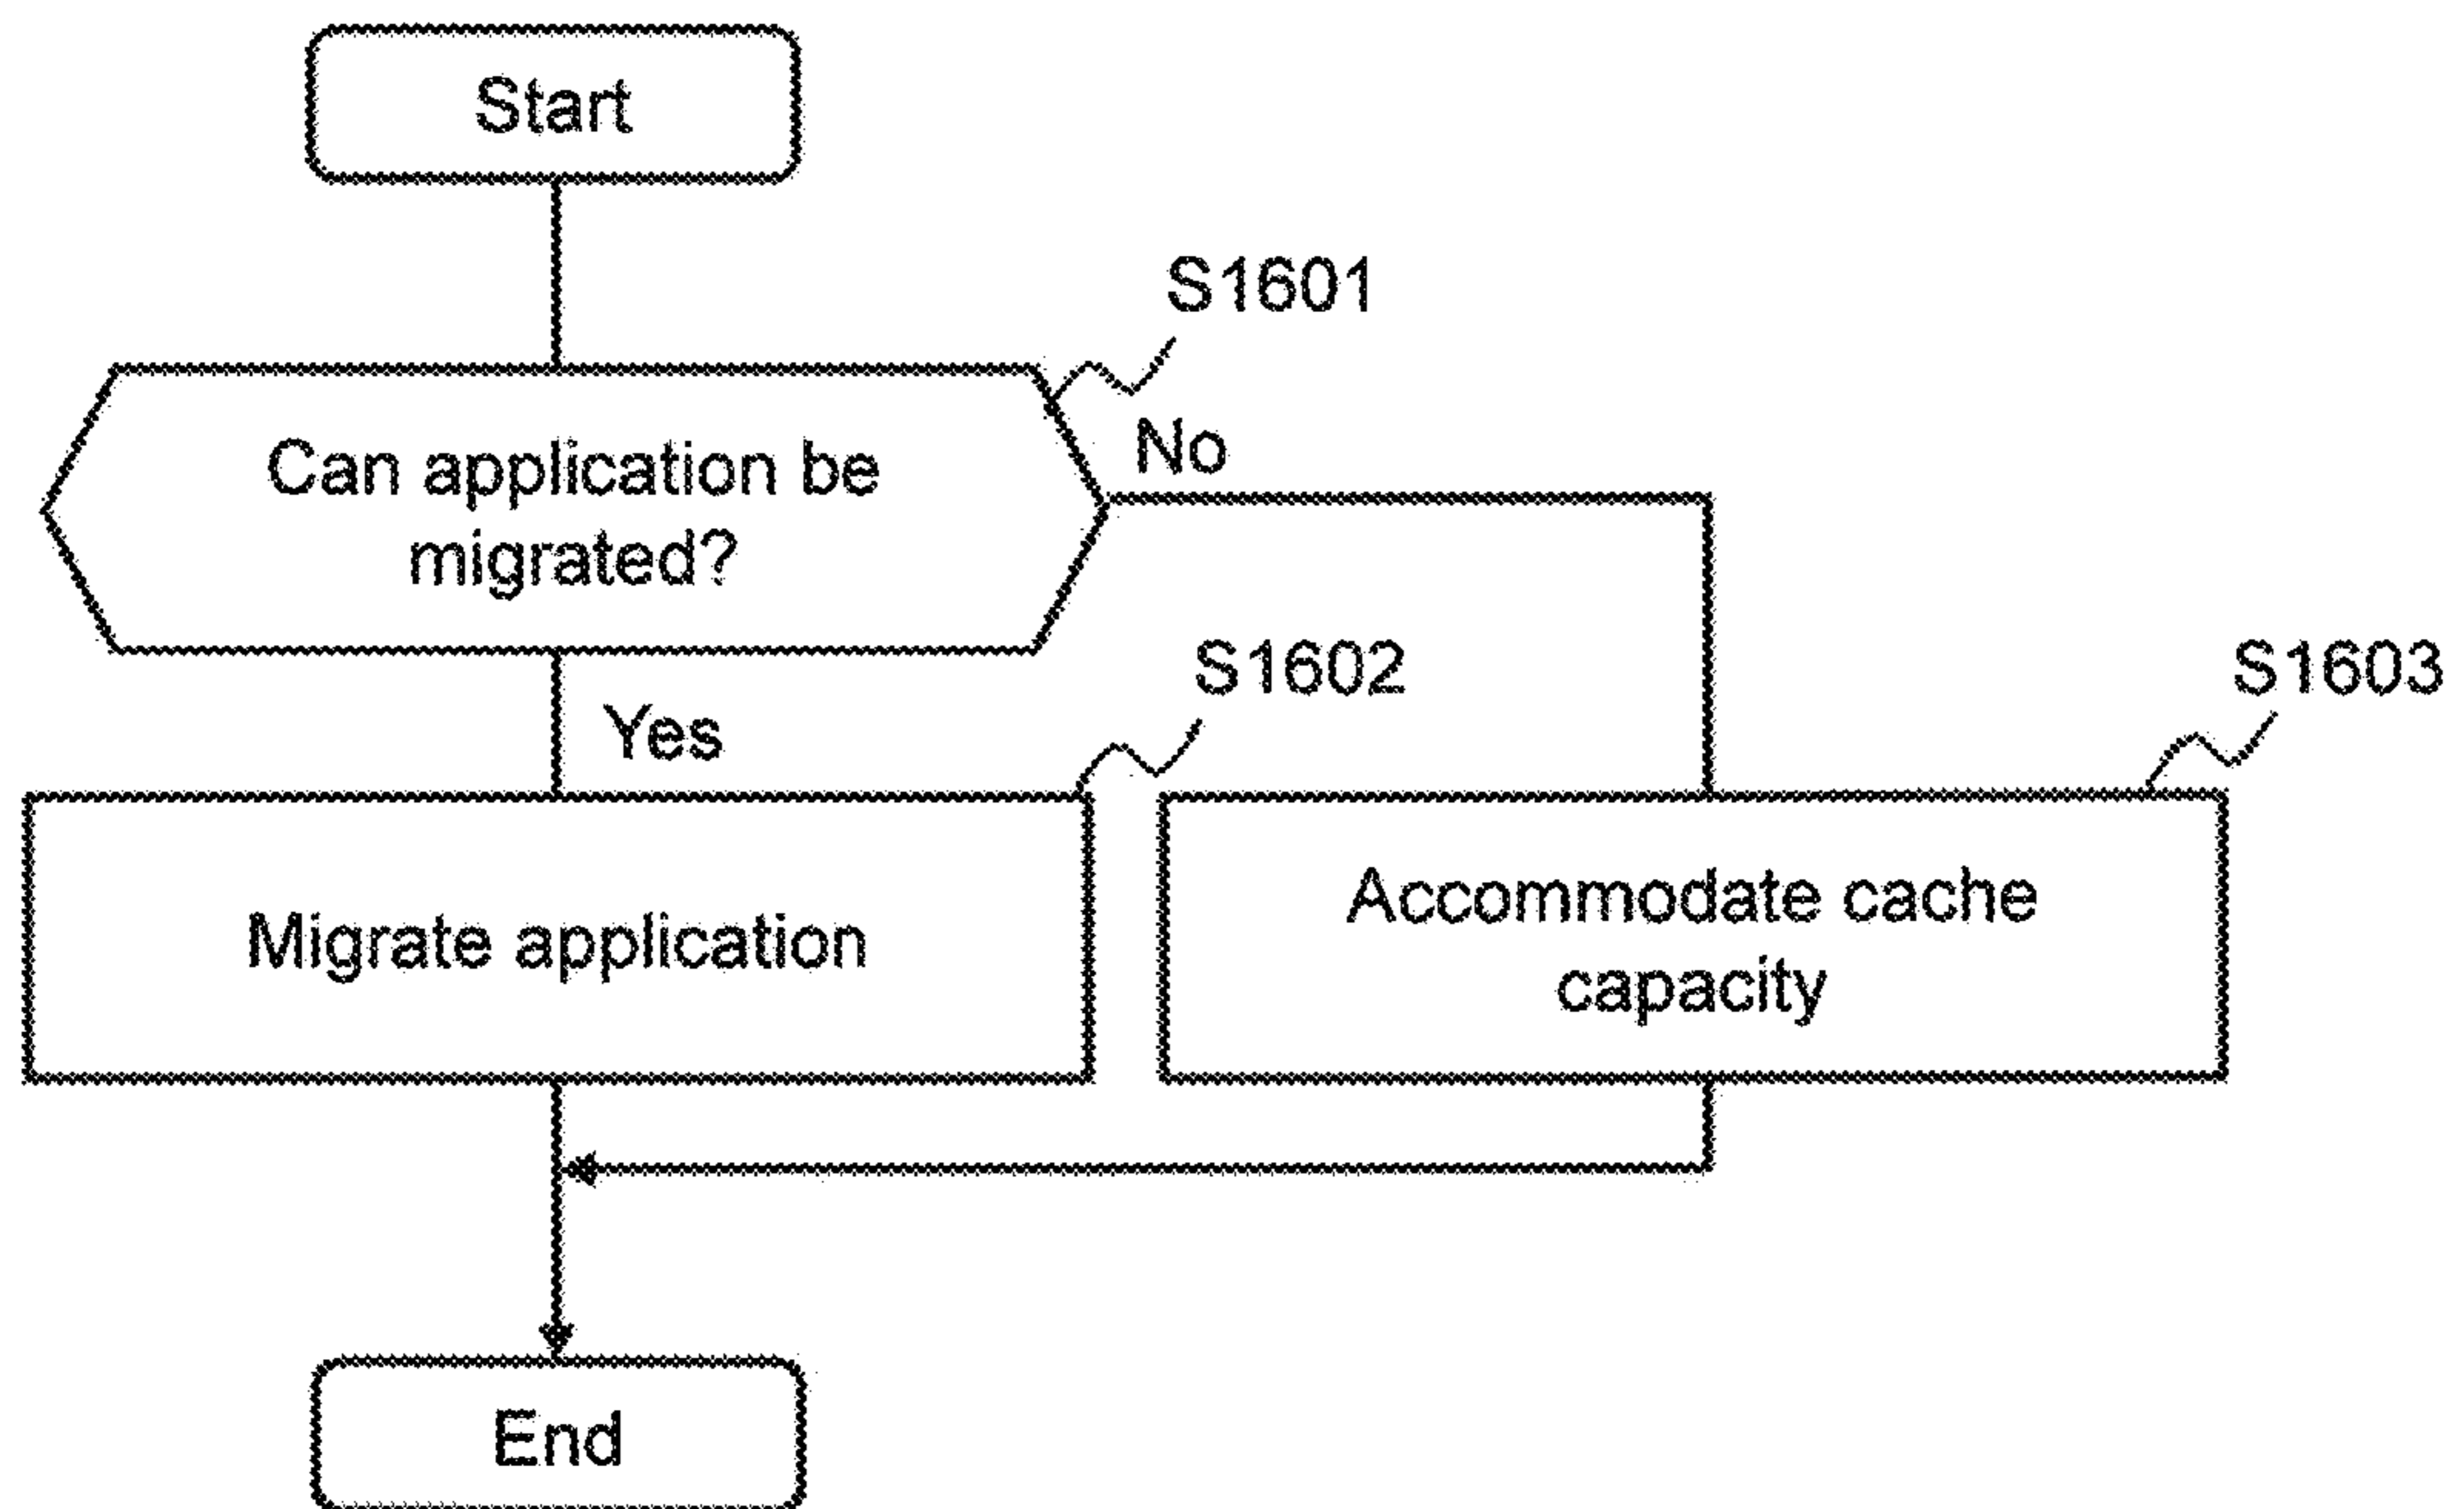 Start
S1601
Can application be
migrated?
No
Yes
S1602
S1603
Migrate application
Accommodate cache
capacity
End